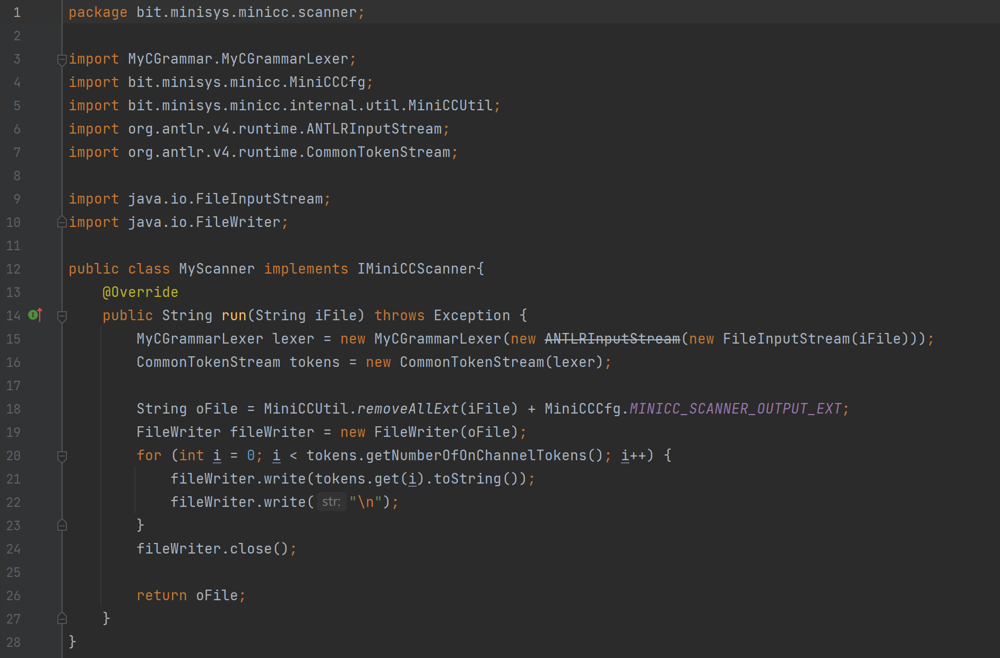 1 package bit.minisys.minicc.scanner;
2
3 import MyCGrammar.MyCGrammarLexer;
4 import bit.minisys.minicc.MiniCCCfg;
5 import bit.minisys.minicc.internal.util.MiniCCUtil;
6 import org.antlr.v4.runtime.ANTLRInputStream;
7 import org.antlr.v4.runtime.CommonTokenStream;
8
9 import java.io.FileInputStream;
10 import java.io.FileWriter;
11
12 public class MyScanner implements IMiniCCScanner{
13     @Override
14     public String run(String iFile) throws Exception {
15         MyCGrammarLexer lexer = new MyCGrammarLexer(new ANTLRInputStream(new FileInputStream(iFile)));
16         CommonTokenStream tokens = new CommonTokenStream(lexer);
17
18         String oFile = MiniCCUtil.removeAllExt(iFile) + MiniCCCfg.MINICC_SCANNER_OUTPUT_EXT;
19         FileWriter fileWriter = new FileWriter(oFile);
20         for (int i = 0; i < tokens.getNumberOfOnChannelTokens(); i++) {
21             fileWriter.write(tokens.get(i).toString());
22             fileWriter.write( str: "\n");
23         }
24         fileWriter.close();
25
26         return oFile;
27     }
28 }